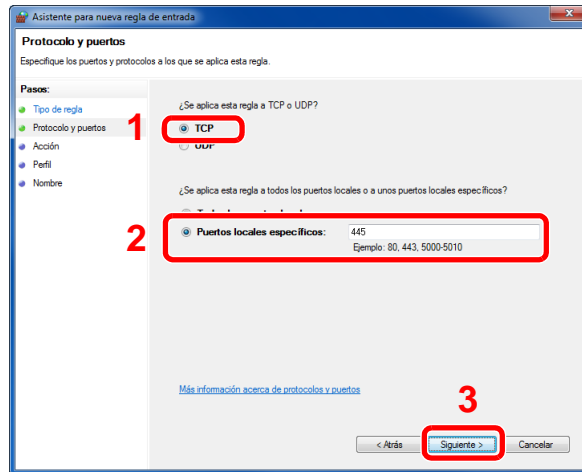 Asistente para nueva regla de entrada
Protocolo y puertos
Especifique los puertos y protocolos a los que se aplica esta regla.
Pasos:
Tipo de regla
Protocolo y puertos
Acción
Perfil
Nombre
¿Se aplica esta regla a TCP o UDP?
1
TCP
UDP
¿Se aplica esta regla a todos los puertos locales o a unos puertos locales específicos?
2
Puertos locales específicos: 445
Ejemplo: 80, 443, 5000-5010
Más información acerca de protocolos y puertos
3
< Atrás Siguiente > Cancelar